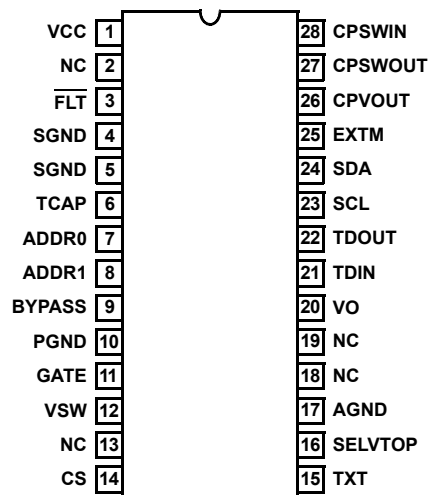 VCC 1 28 CPSWIN
NC 2 27 CPSWOUT
FLT 3 26 CPVOUT
SGND 4 25 EXTM
SGND 5 24 SDA
TCAP 6 23 SCL
ADDR0 7 22 TDOUT
ADDR1 8 21 TDIN
BYPASS 9 20 VO
PGND 10 19 NC
GATE 11 18 NC
VSW 12 17 AGND
NC 13 16 SELVTOP
CS 14 15 TXT